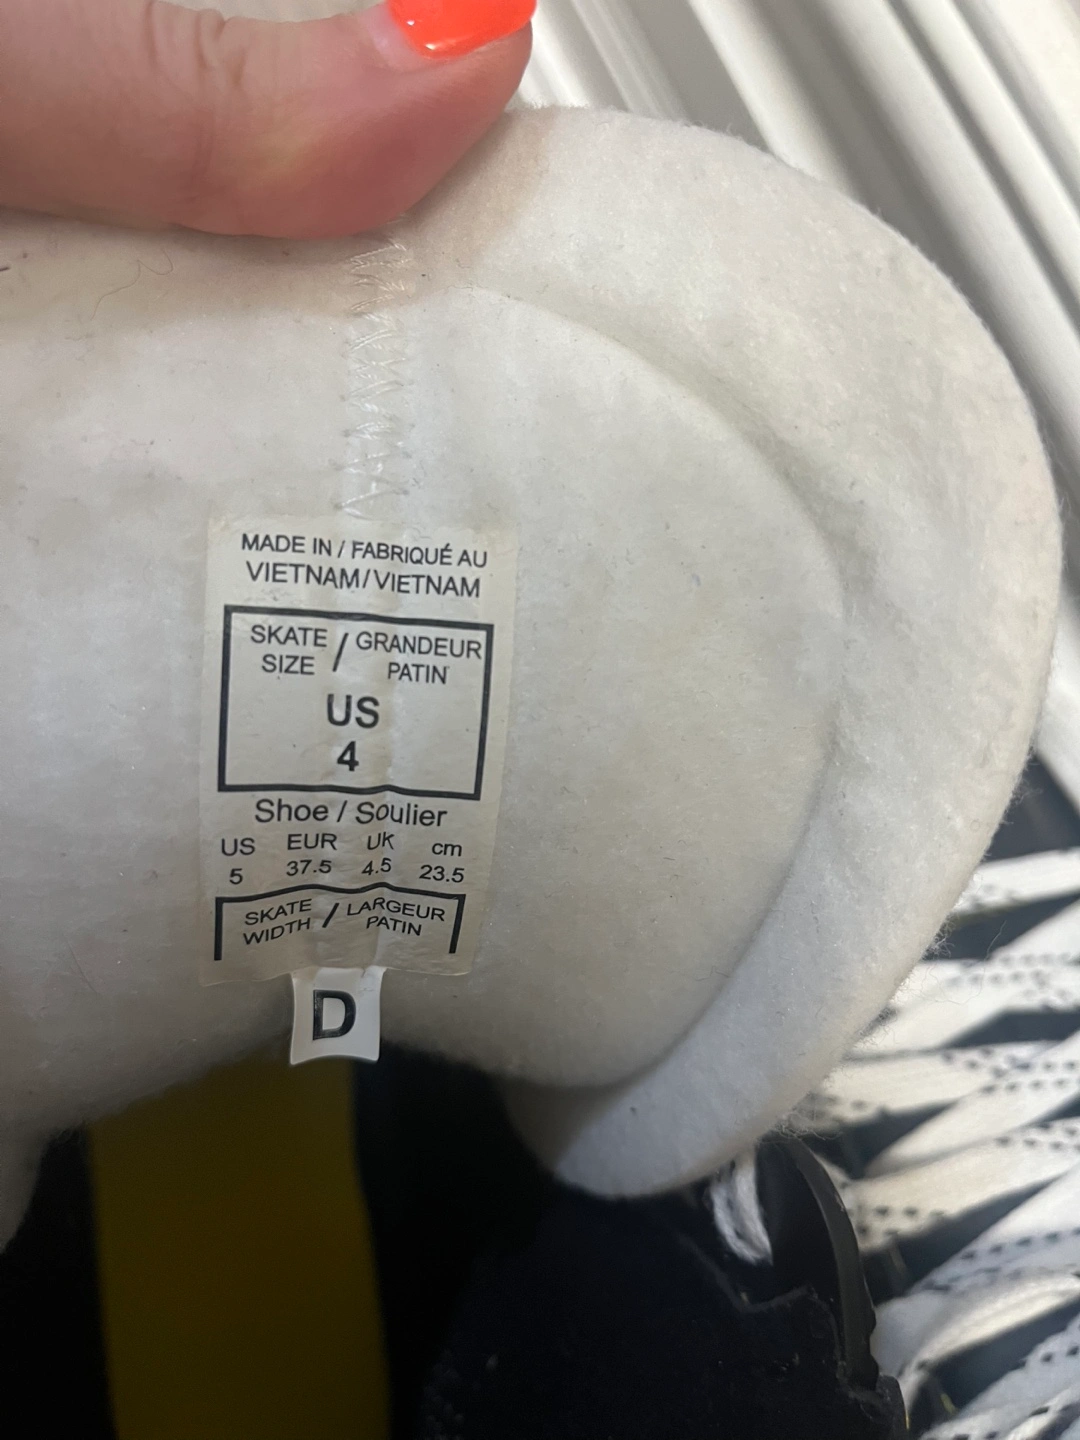 MADE IN / FABRIQUÉ AU
VIETNAM/VIETNAM
SKATE SIZE / GRANDEUR PATIN
US
4
Shoe / Soulier
US EUR UK cm
5 37.5 4.5 23.5
SKATE WIDTH / LARGEUR PATIN
D